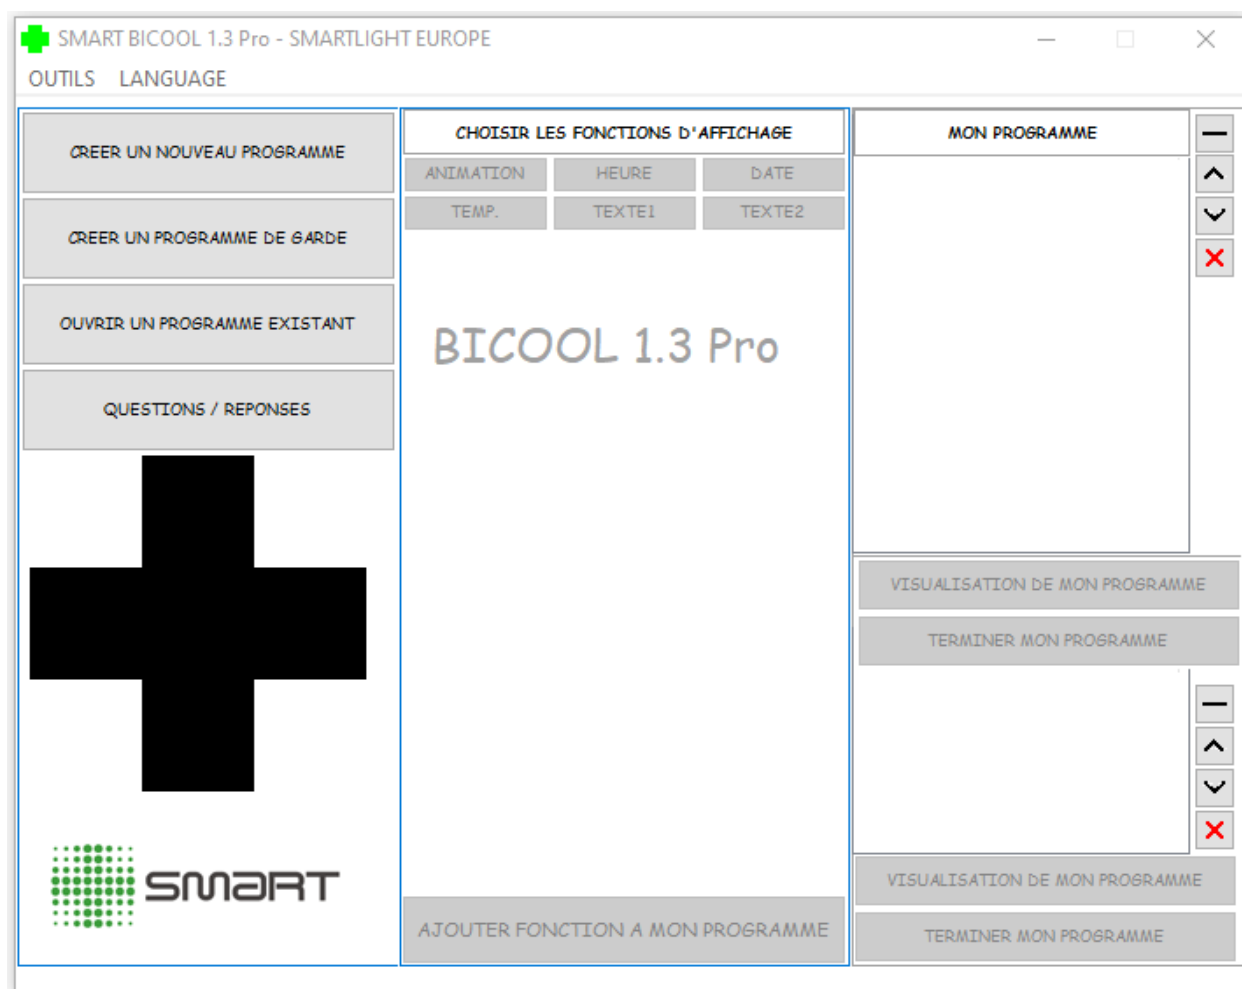 SMART BICOOL 1.3 Pro - SMARTLIGHT EUROPE
OUTILS LANGUAGE
CREER UN NOUVEAU PROGRAMME
CREER UN PROGRAMME DE GARDE
OUVRIR UN PROGRAMME EXISTANT
QUESTIONS / REPONSES
SMART
CHOISIR LES FONCTIONS D'AFFICHAGE
ANIMATION HEURE DATE
TEMP. TEXTE1 TEXTE2
BICOOL 1.3 Pro
AJOUTER FONCTION A MON PROGRAMME
MON PROGRAMME
VISUALISATION DE MON PROGRAMME
TERMINER MON PROGRAMME
VISUALISATION DE MON PROGRAMME
TERMINER MON PROGRAMME